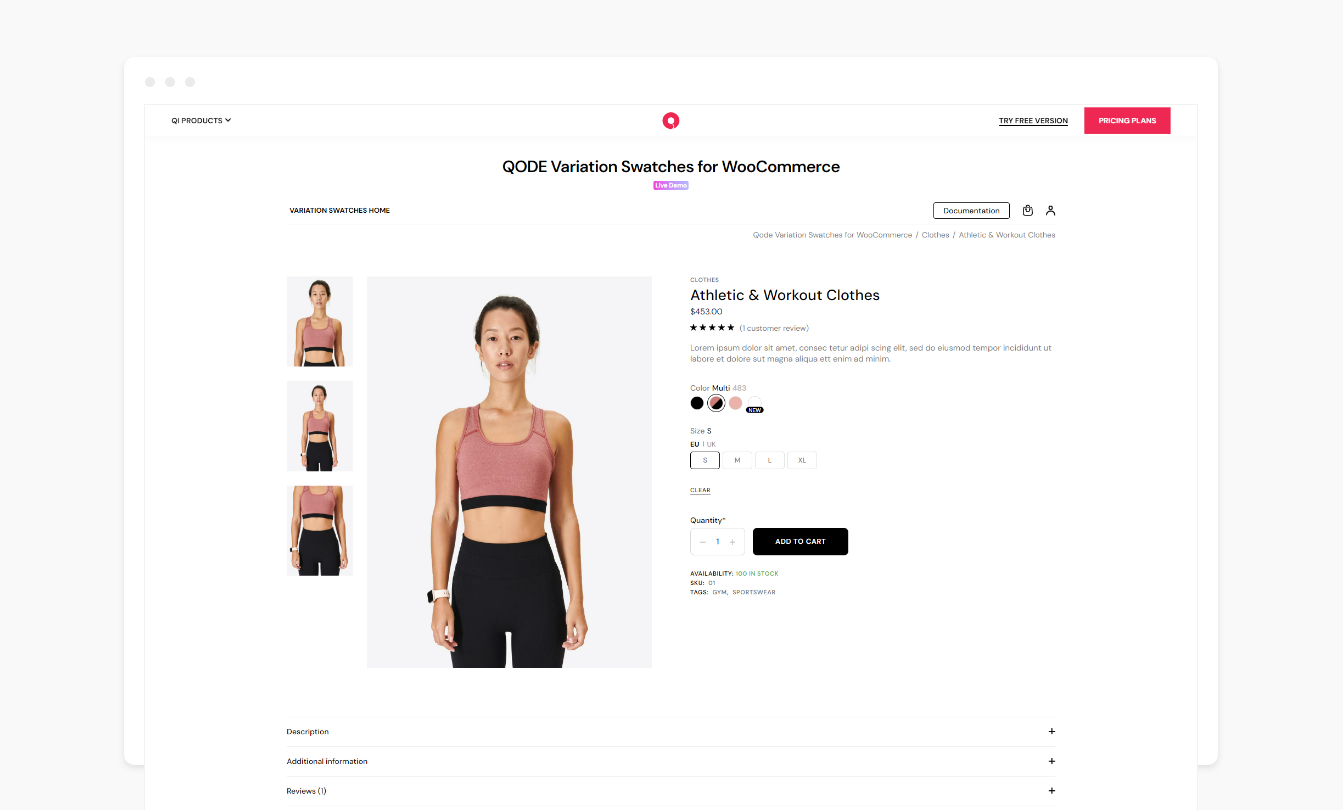 QI PRODUCTS
TRY FREE VERSION
PRICING PLANS
QODE Variation Swatches for WooCommerce
Live Demo
VARIATION SWATCHES HOME
Documentation
Qode Variation Swatches for WooCommerce / Clothes / Athletic & Workout Clothes
CLOTHES
Athletic & Workout Clothes
$453.00
(1 customer review)
Lorem ipsum dolor sit amet, consec tetur adipi scing elit, sed do eiusmod tempor incididunt ut
labore et dolore sut magna aliqua ett enim ad minim.
Color Multi 483
NEW
Size S
EU | UK
S M L XL
CLEAR
Quantity*
− 1 +
ADD TO CART
AVAILABILITY: 100 IN STOCK
SKU: 01
TAGS: GYM, SPORTSWEAR
Description +
Additional information +
Reviews (1) +